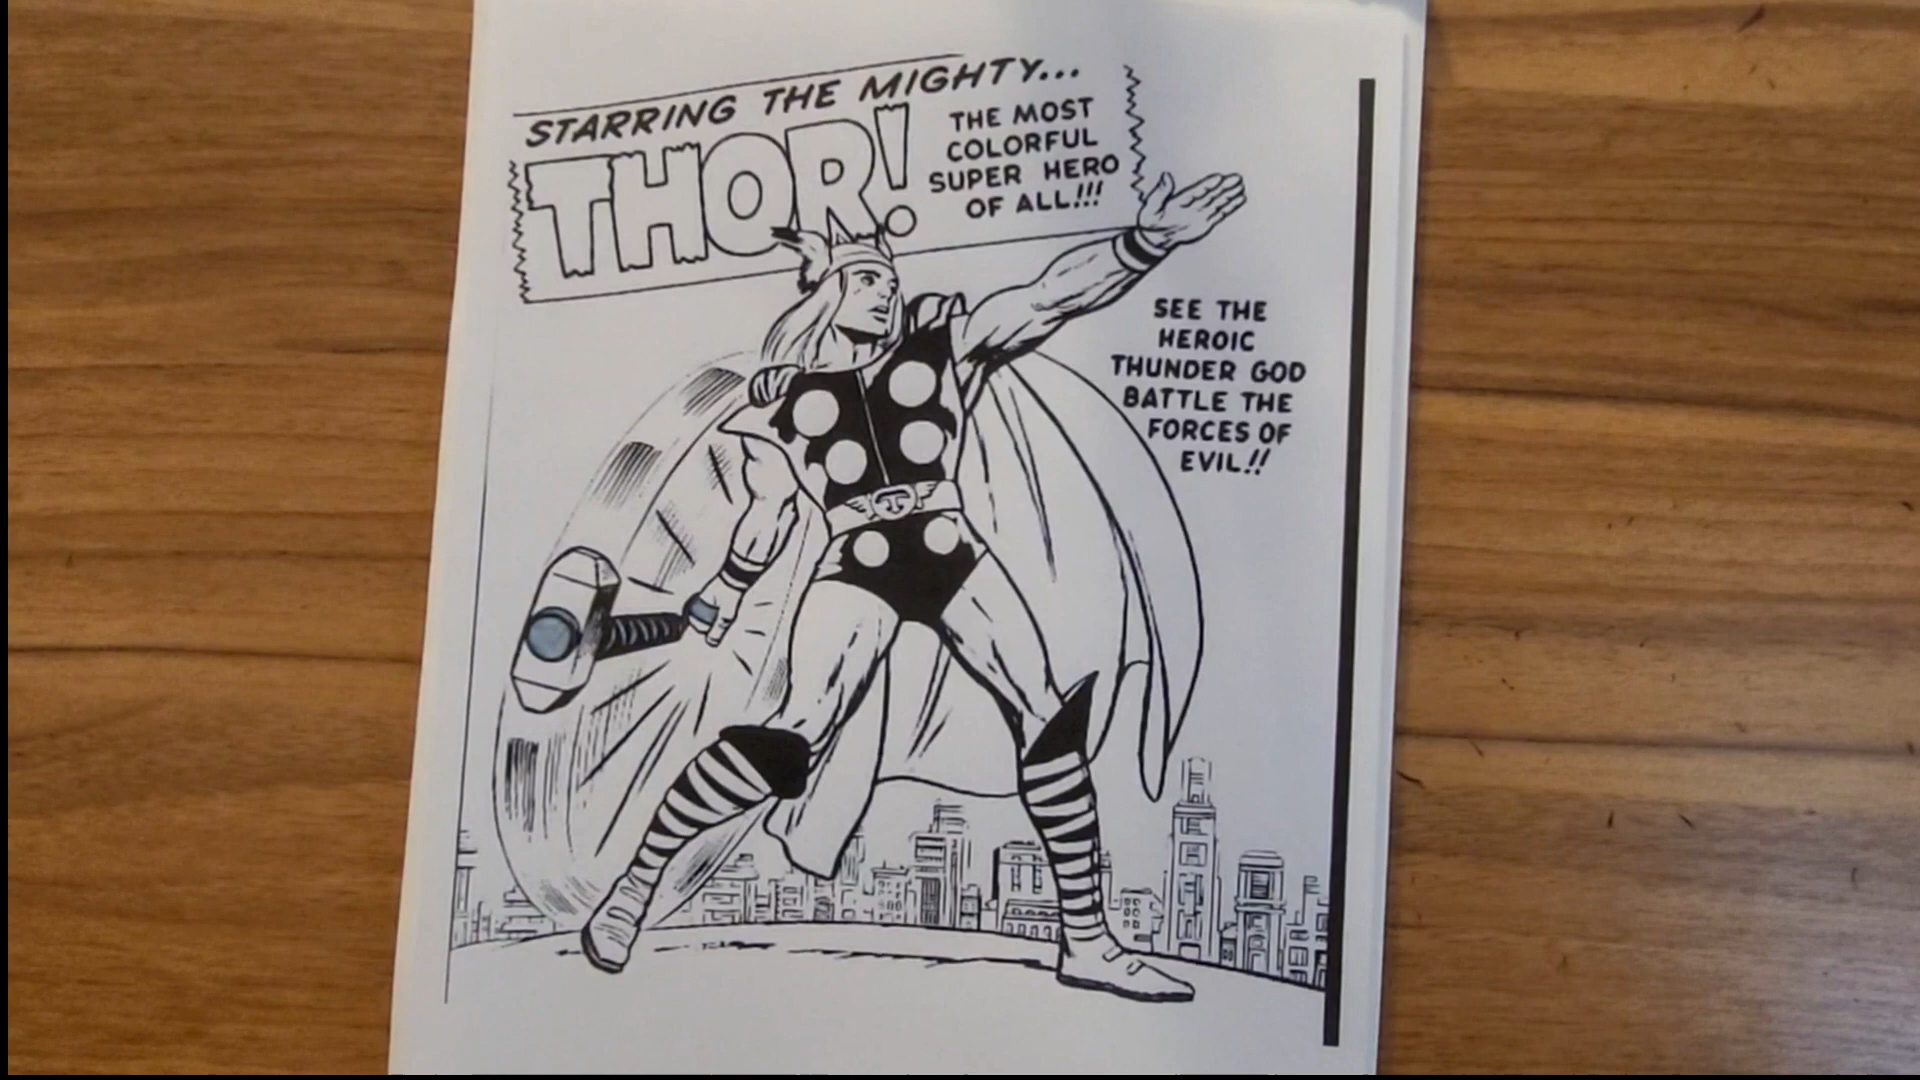 STARRING THE MIGHTY...
THOR!
THE MOST
COLORFUL
SUPER HERO
OF ALL!!!
SEE THE
HEROIC
THUNDER GOD
BATTLE THE
FORCES OF
EVIL!!
T